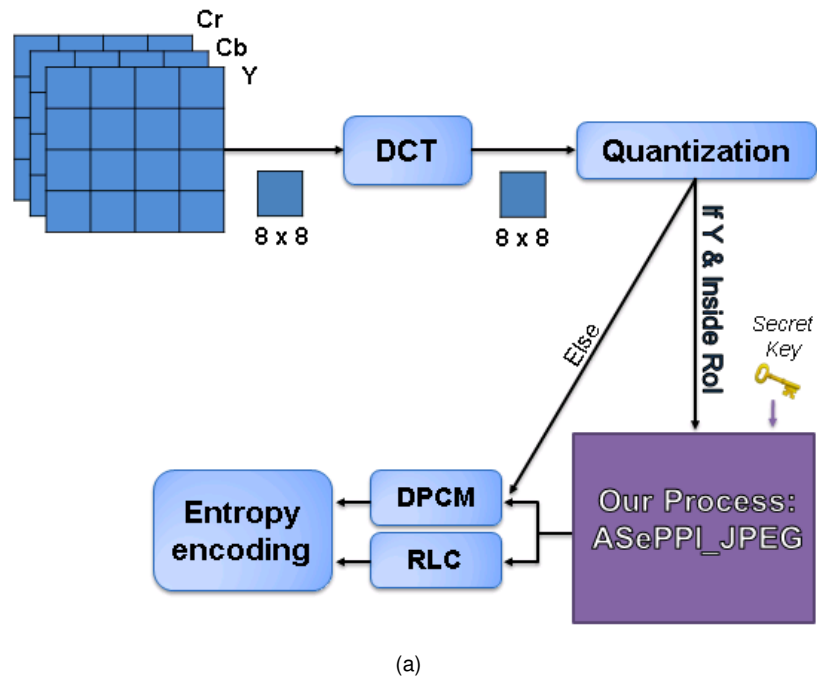 Cr
Cb
Y
DCT
Quantization
8 x 8
8 x 8
If Y & Inside RoI
Else
Secret
Key
Our Process:
ASePPI_JPEG
DPCM
RLC
Entropy
encoding
(a)